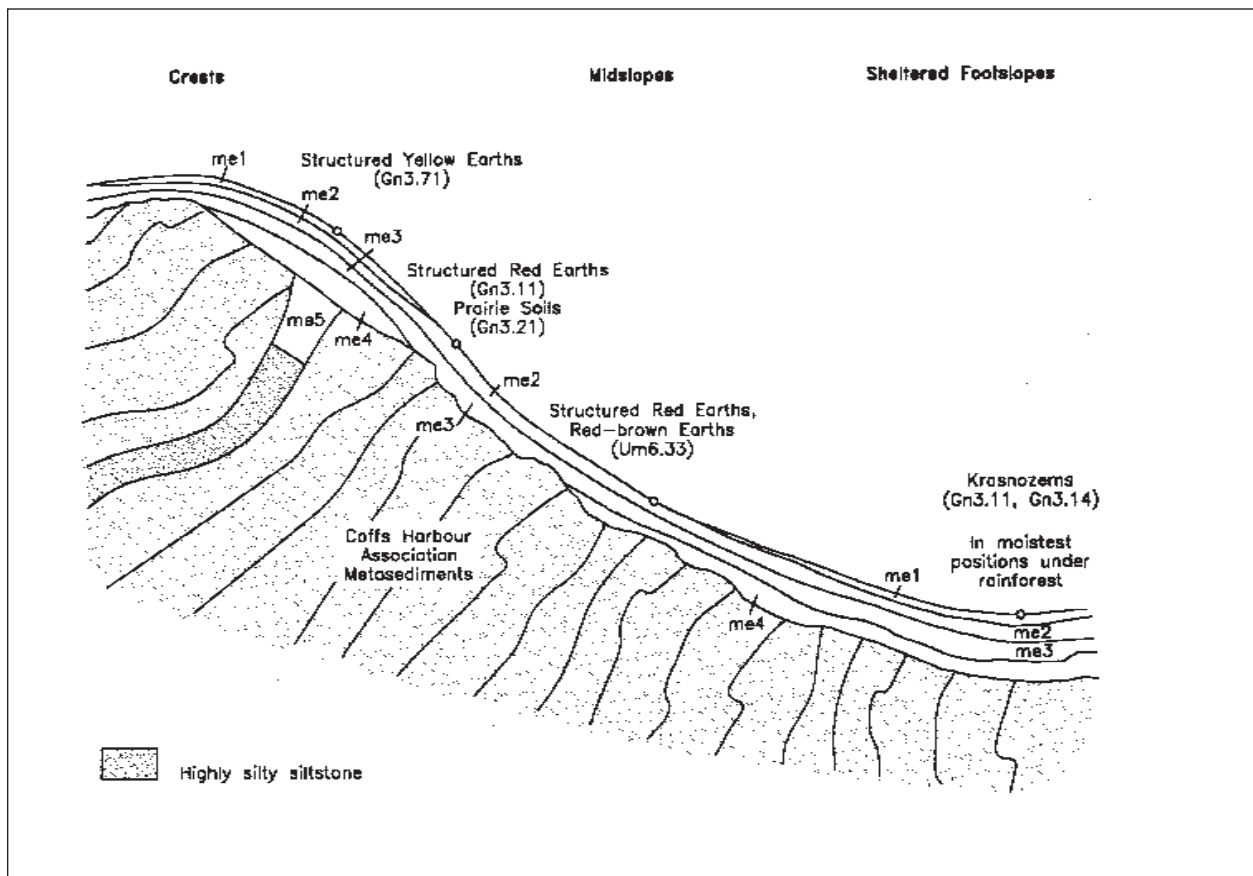 Crests
Midslopes
Sheltered Footslopes
me1
Structured Yellow Earths
(Gn3.71)
me2
me3
Structured Red Earths
(Gn3.11)
Prairie Soils
(Gn3.21)
me5
me4
me2
me3
Structured Red Earths,
Red-brown Earths
(Um6.33)
Krasnozems
(Gn3.11, Gn3.14)
In moistest
positions under
rainforest
Coffs Harbour
Association
Metasediments
me1
me4
me2
me3
Highly silty siltstone